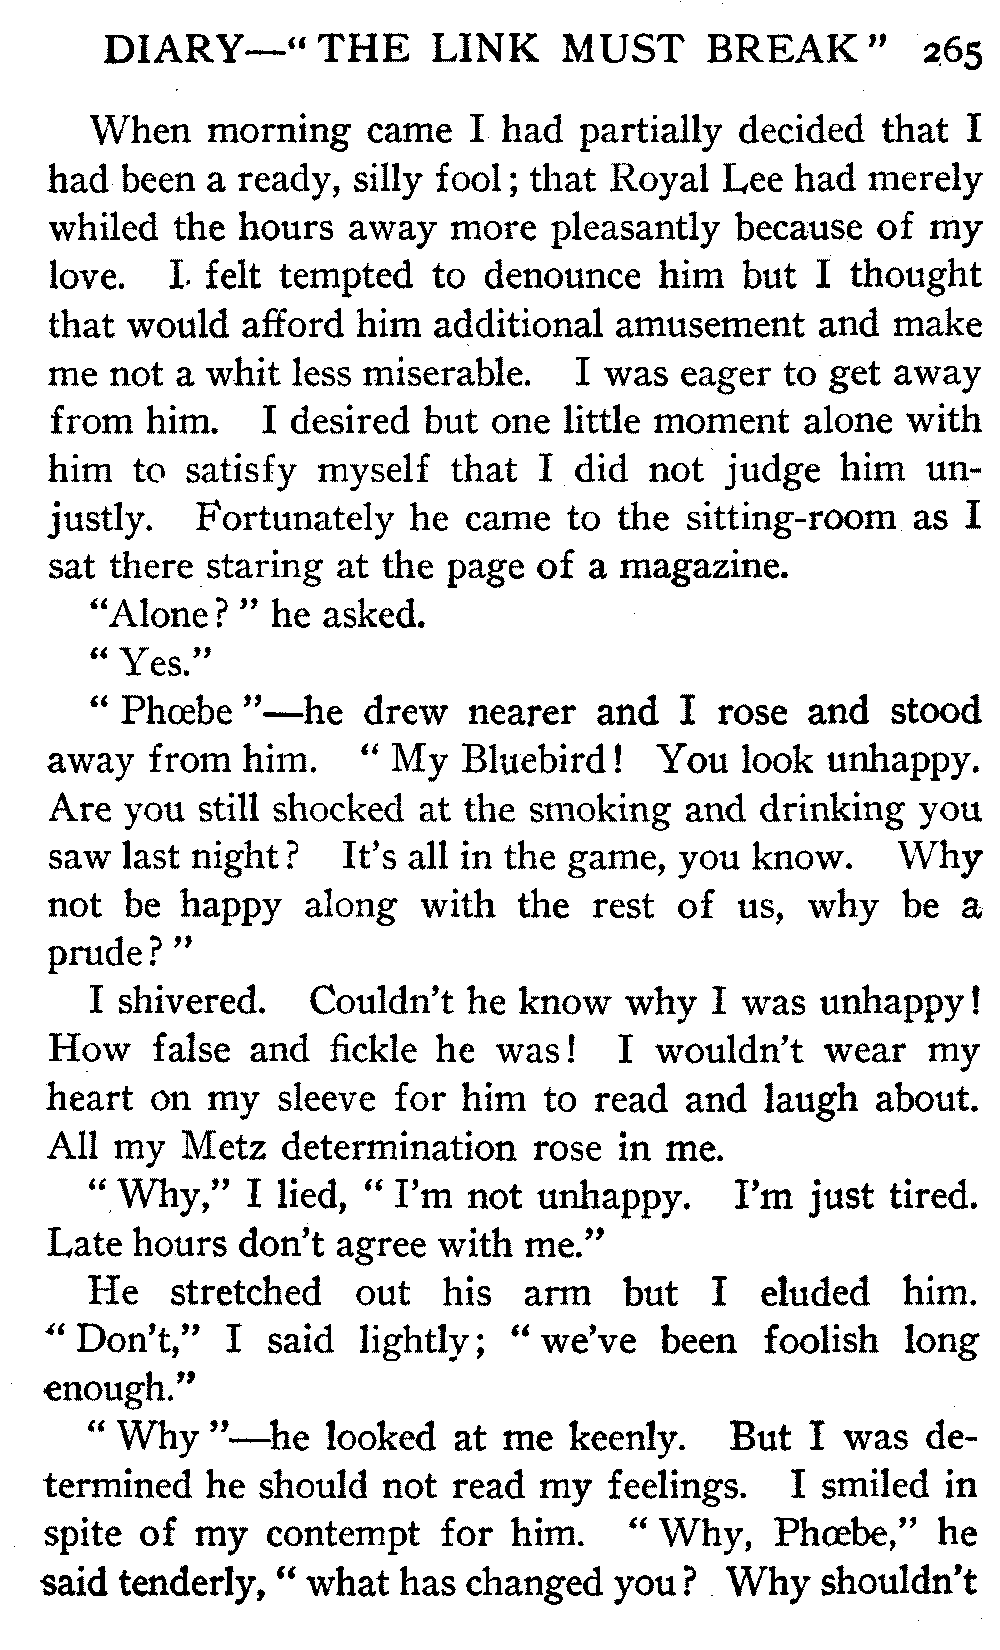 DIARY—“THE LINK MUST BREAK” 265
When morning came I had partially decided that I
had been a ready, silly fool; that Royal Lee had merely
whiled the hours away more pleasantly because of my
love. I felt tempted to denounce him but I thought
that would afford him additional amusement and make
me not a whit less miserable. I was eager to get away
from him. I desired but one little moment alone with
him to satisfy myself that I did not judge him un-
justly. Fortunately he came to the sitting-room as I
sat there staring at the page of a magazine.
“Alone?” he asked.
“Yes.”
“Phœbe”—he drew nearer and I rose and stood
away from him. “My Bluebird! You look unhappy.
Are you still shocked at the smoking and drinking you
saw last night? It's all in the game, you know. Why
not be happy along with the rest of us, why be a
prude?”
I shivered. Couldn't he know why I was unhappy!
How false and fickle he was! I wouldn't wear my
heart on my sleeve for him to read and laugh about.
All my Metz determination rose in me.
“Why,” I lied, “I'm not unhappy. I'm just tired.
Late hours don't agree with me.”
He stretched out his arm but I eluded him.
“Don't,” I said lightly; “we've been foolish long
enough.”
“Why”—he looked at me keenly. But I was de-
termined he should not read my feelings. I smiled in
spite of my contempt for him. “Why, Phœbe,” he
said tenderly, “what has changed you? Why shouldn't